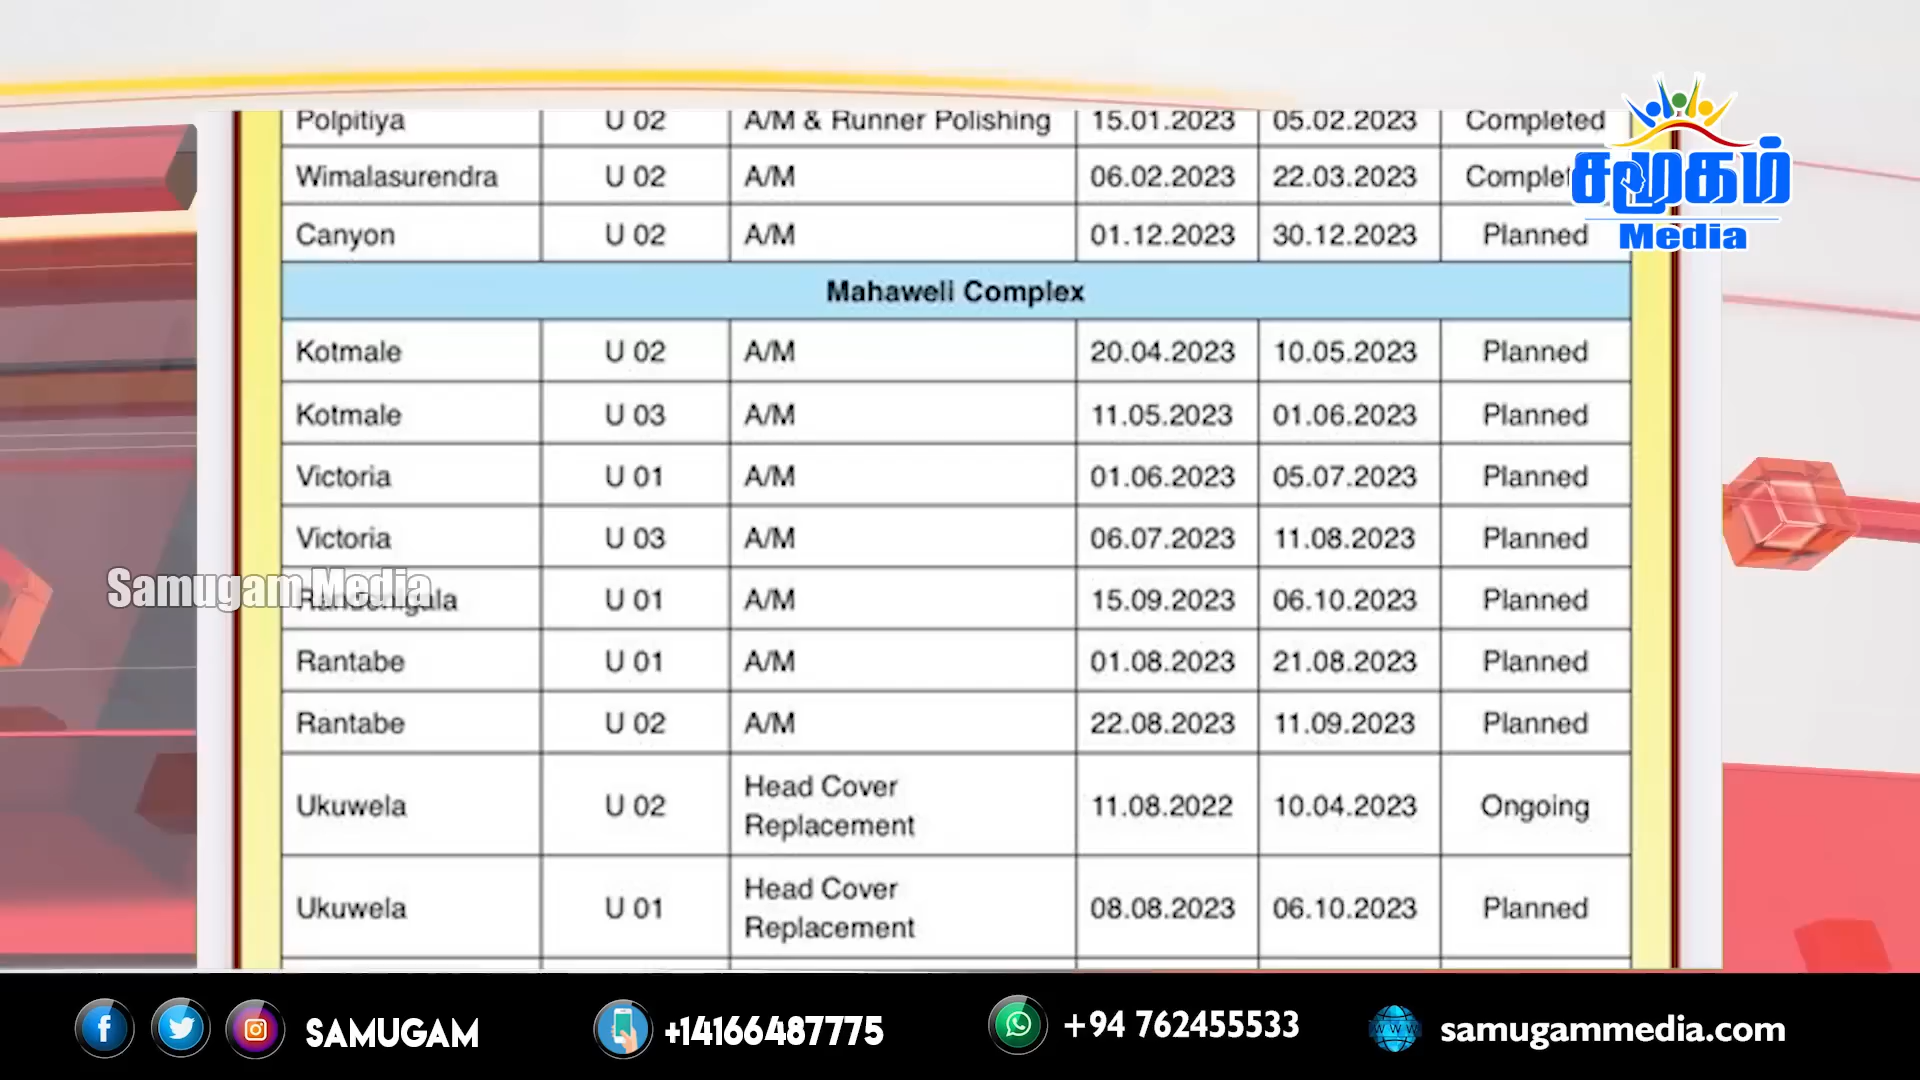 Polpitiya U 02 A/M & Runner Polishing 15.01.2023 05.02.2023 Completed
Wimalasurendra U 02 A/M 06.02.2023 22.03.2023
Canyon U 02 A/M 01.12.2023 30.12.2023 Planned
சமூகம்
Media
Mahaweli Complex
Kotmale U 02 A/M 20.04.2023 10.05.2023 Planned
Kotmale U 03 A/M 11.05.2023 01.06.2023 Planned
Victoria U 01 A/M 01.06.2023 05.07.2023 Planned
Victoria U 03 A/M 06.07.2023 11.08.2023 Planned
Samugam Media
U 01 A/M 15.09.2023 06.10.2023 Planned
Rantabe U 01 A/M 01.08.2023 21.08.2023 Planned
Rantabe U 02 A/M 22.08.2023 11.09.2023 Planned
Ukuwela U 02 Head Cover
Replacement 11.08.2022 10.04.2023 Ongoing
Ukuwela U 01 Head Cover
Replacement 08.08.2023 06.10.2023 Planned
SAMUGAM +14166487775 +94 762455533 samugammedia.com